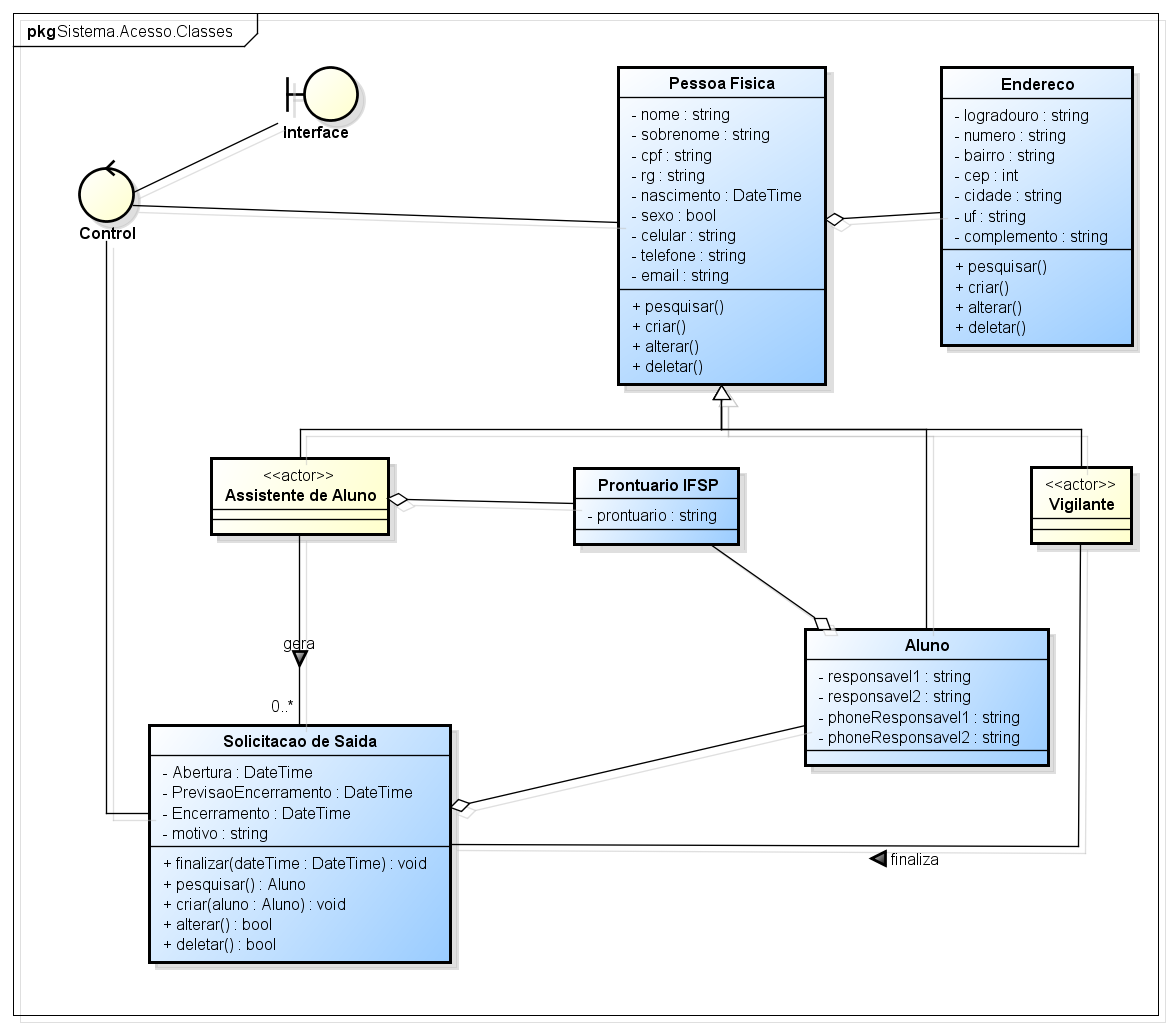 pkg Sistema.Acesso.Classes
Interface
Control
Pessoa Fisica
- nome : string
- sobrenome : string
- cpf : string
- rg : string
- nascimento : DateTime
- sexo : bool
- celular : string
- telefone : string
- email : string
+ pesquisar()
+ criar()
+ alterar()
+ deletar()
Endereco
- logradouro : string
- numero : string
- bairro : string
- cep : int
- cidade : string
- uf : string
- complemento : string
+ pesquisar()
+ criar()
+ alterar()
+ deletar()
<<actor>>
Assistente de Aluno
Prontuario IFSP
- prontuario : string
<<actor>>
Vigilante
gera
0..*
Aluno
- responsavel1 : string
- responsavel2 : string
- phoneResponsavel1 : string
- phoneResponsavel2 : string
Solicitacao de Saida
- Abertura : DateTime
- PrevisaoEncerramento : DateTime
- Encerramento : DateTime
- motivo : string
+ finalizar(dateTime : DateTime) : void
+ pesquisar() : Aluno
+ criar(aluno : Aluno) : void
+ alterar() : bool
+ deletar() : bool
finaliza